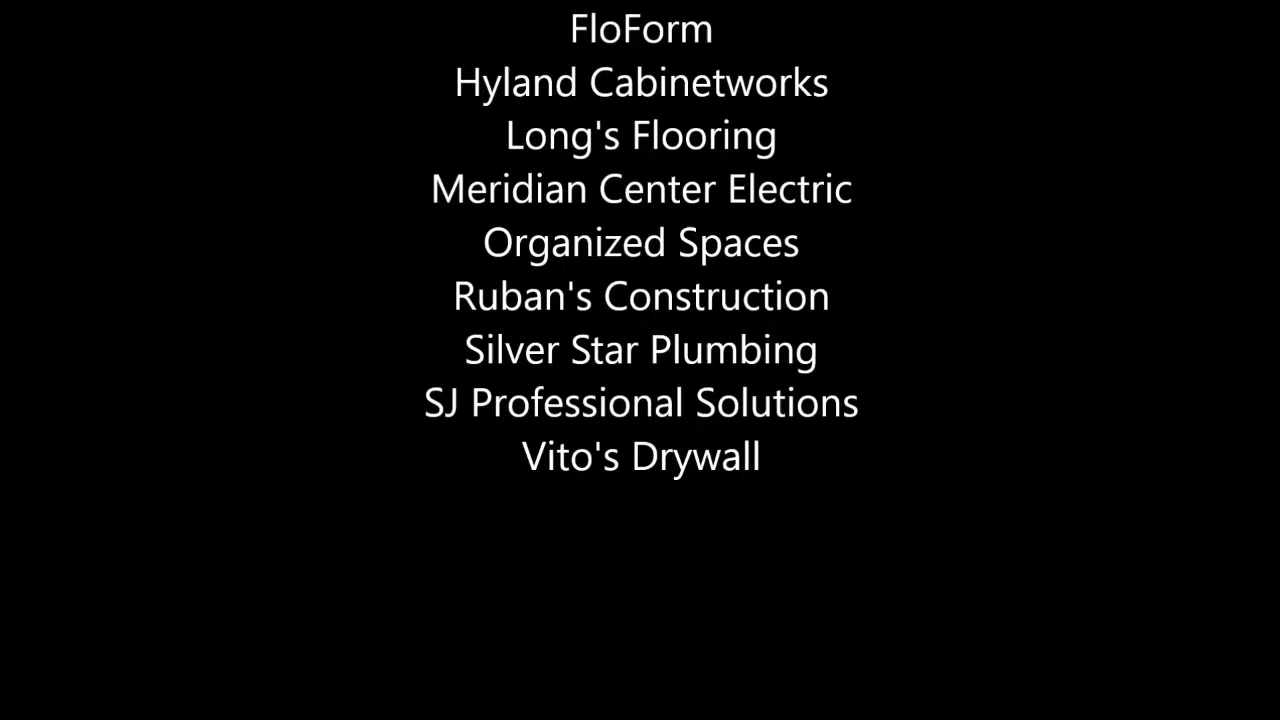 FloForm
Hyland Cabinetworks
Long's Flooring
Meridian Center Electric
Organized Spaces
Ruban's Construction
Silver Star Plumbing
SJ Professional Solutions
Vito's Drywall